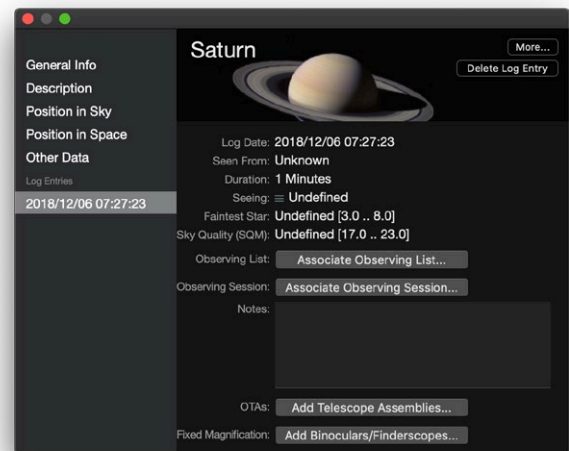 Saturn
More...
Delete Log Entry
General Info
Description
Position in Sky
Position in Space
Other Data
Log Entries
2018/12/06 07:27:23
Log Date: 2018/12/06 07:27:23
Seen From: Unknown
Duration: 1 Minutes
Seeing: Undefined
Faintest Star: Undefined [3.0 .. 8.0]
Sky Quality (SQM): Undefined [17.0 .. 23.0]
Observing List: Associate Observing List...
Observing Session: Associate Observing Session...
Notes:
OTAs: Add Telescope Assemblies...
Fixed Magnification: Add Binoculars/Finderscopes...